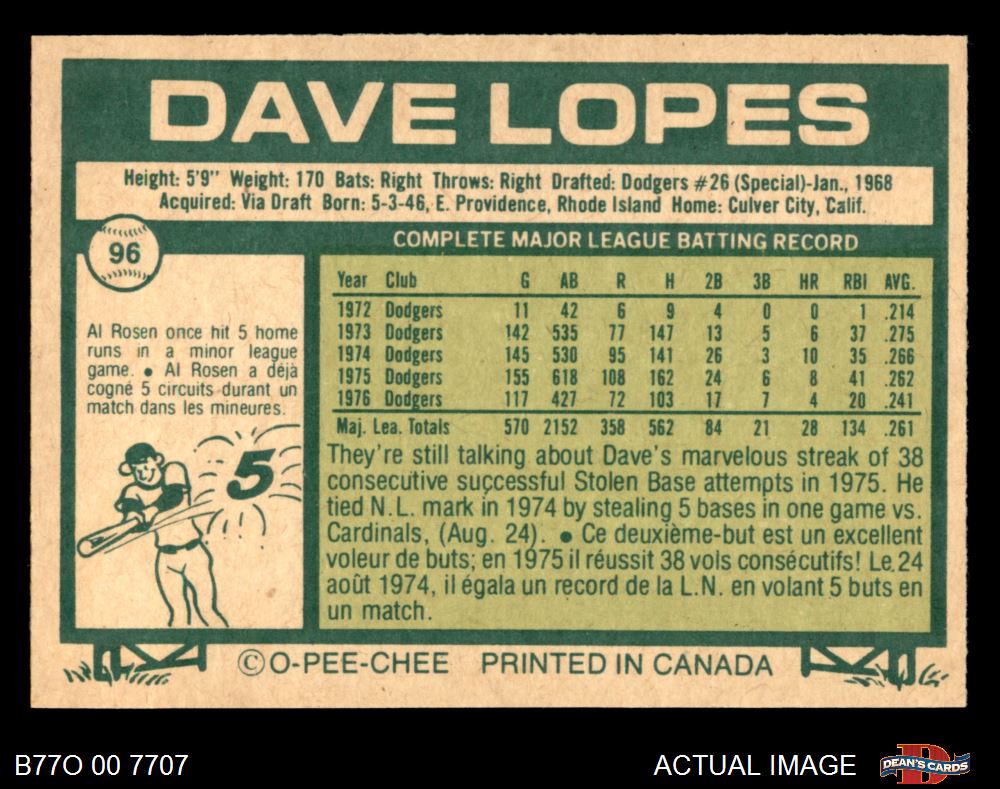 DAVE LOPES
Height: 5'9" Weight: 170 Bats: Right Throws: Right Drafted: Dodgers #26 (Special)-Jan., 1968
Acquired: Via Draft Born: 5-3-46, E. Providence, Rhode Island Home: Culver City, Calif.
96
COMPLETE MAJOR LEAGUE BATTING RECORD
Al Rosen once hit 5 home
runs in a minor league
game. ● Al Rosen a déjà
cogné 5 circuits durant un
match dans les mineures.
5
Year Club G AB R H 2B 3B HR RBI AVG.
1972 Dodgers 11 42 6 9 4 0 0 1 .214
1973 Dodgers 142 535 77 147 13 5 6 37 .275
1974 Dodgers 145 530 95 141 26 3 10 35 .266
1975 Dodgers 155 618 108 162 24 6 8 41 .262
1976 Dodgers 117 427 72 103 17 7 4 20 .241
Maj. Lea. Totals 570 2152 358 562 84 21 28 134 .261
They're still talking about Dave's marvelous streak of 38
consecutive successful Stolen Base attempts in 1975. He
tied N.L. mark in 1974 by stealing 5 bases in one game vs.
Cardinals, (Aug. 24). ● Ce deuxième-but est un excellent
voleur de buts; en 1975 il réussit 38 vols consécutifs! Le 24
août 1974, il égala un record de la L.N. en volant 5 buts en
un match.
© O-PEE-CHEE PRINTED IN CANADA
B77O 00 7707
ACTUAL IMAGE
D
DEAN'S CARDS